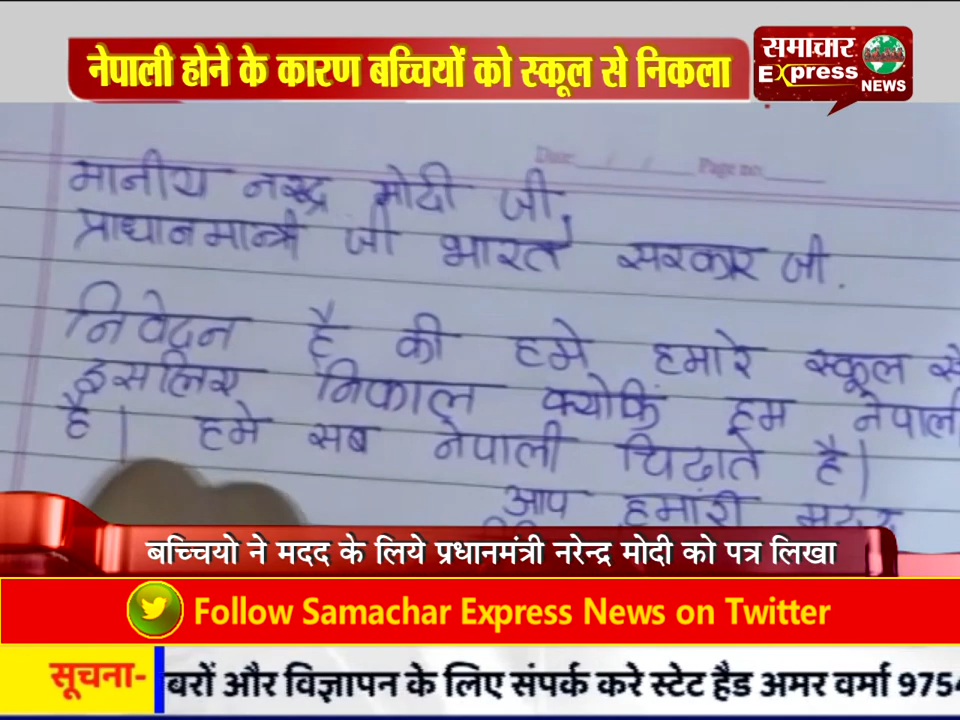 नेपाली होने के कारण बच्चियों को स्कूल से निकला
समाचार
Express
NEWS
Date / / Page no:
मानीय नरेन्द्र मोदी जी,
प्राधानमान्त्री जी भारत सरकार जी.
निवेदन है की हमे हमारे स्कूल से
इसलिए निकाल क्योकिं हम नेपाली
है। हमे सब नेपाली चिढाते है।
आप हमारी मदद
बच्चियो ने मदद के लिये प्रधानमंत्री नरेन्द्र मोदी को पत्र लिखा
Follow Samachar Express News on Twitter
सूचना- बरों और विज्ञापन के लिए संपर्क करे स्टेट हैड अमर वर्मा 9754